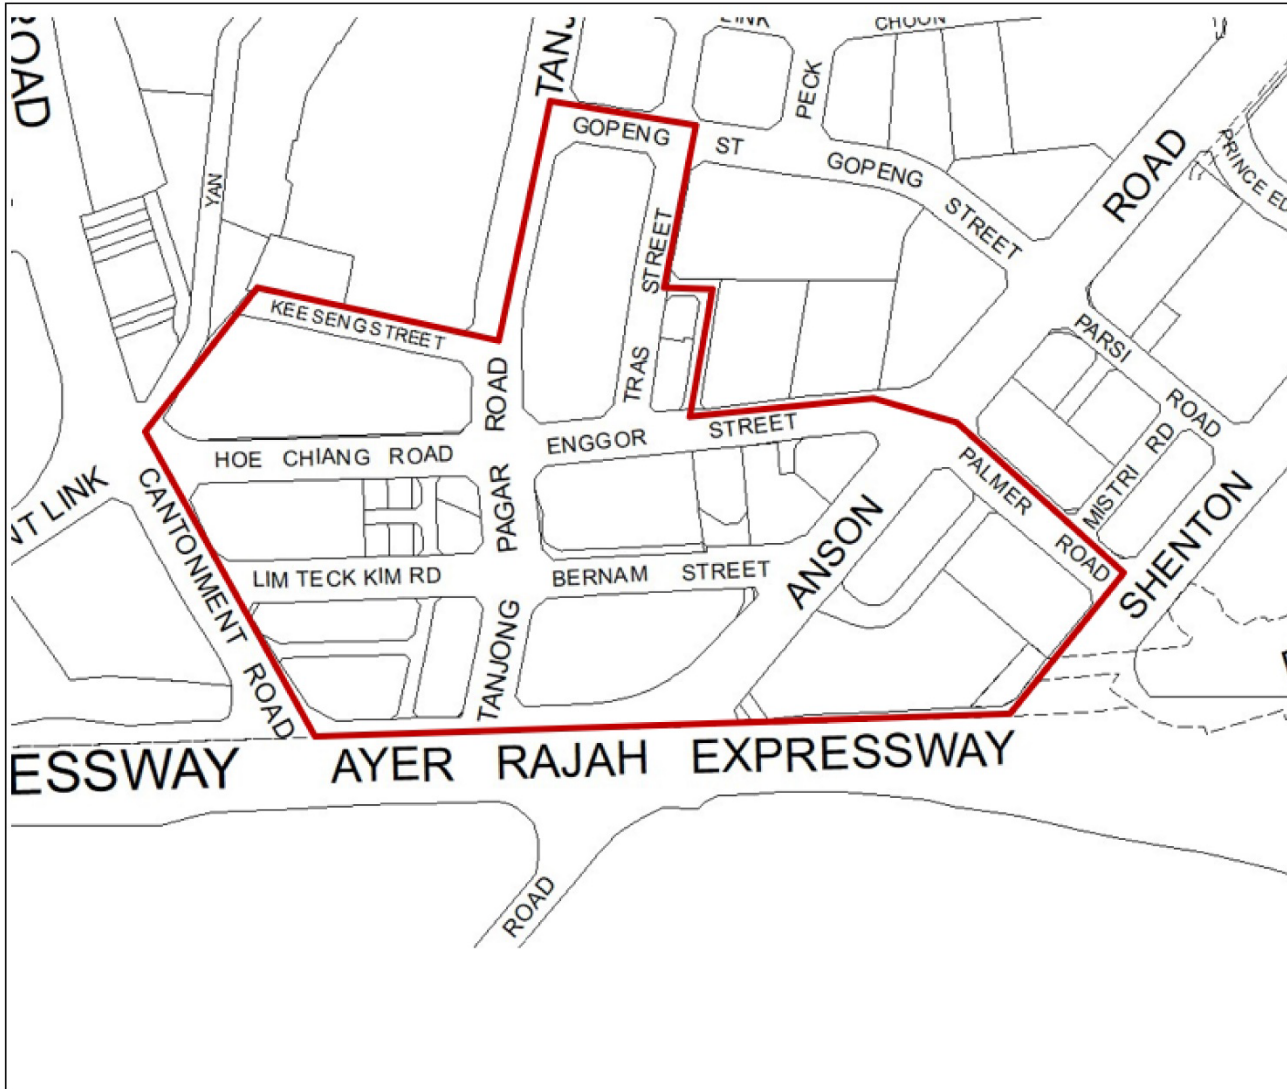 ROAD
TANJ
CHOON
PECK
GOPENG
ST
GOPENG
STREET
ROAD
YAN
STREET
KEE SENG STREET
PARSI
ROAD
TRAS
ROAD
ENGGOR STREET
HOE CHIANG ROAD
PALMER
ROAD
MISTRI RD
SHENTON
CANTONMENT
ROAD
PAGAR
ANSON
LIM TECK KIM RD
BERNAM STREET
TANJONG
AYER RAJAH EXPRESSWAY
ESSWAY
NT LINK
PRINCE ED
ROAD